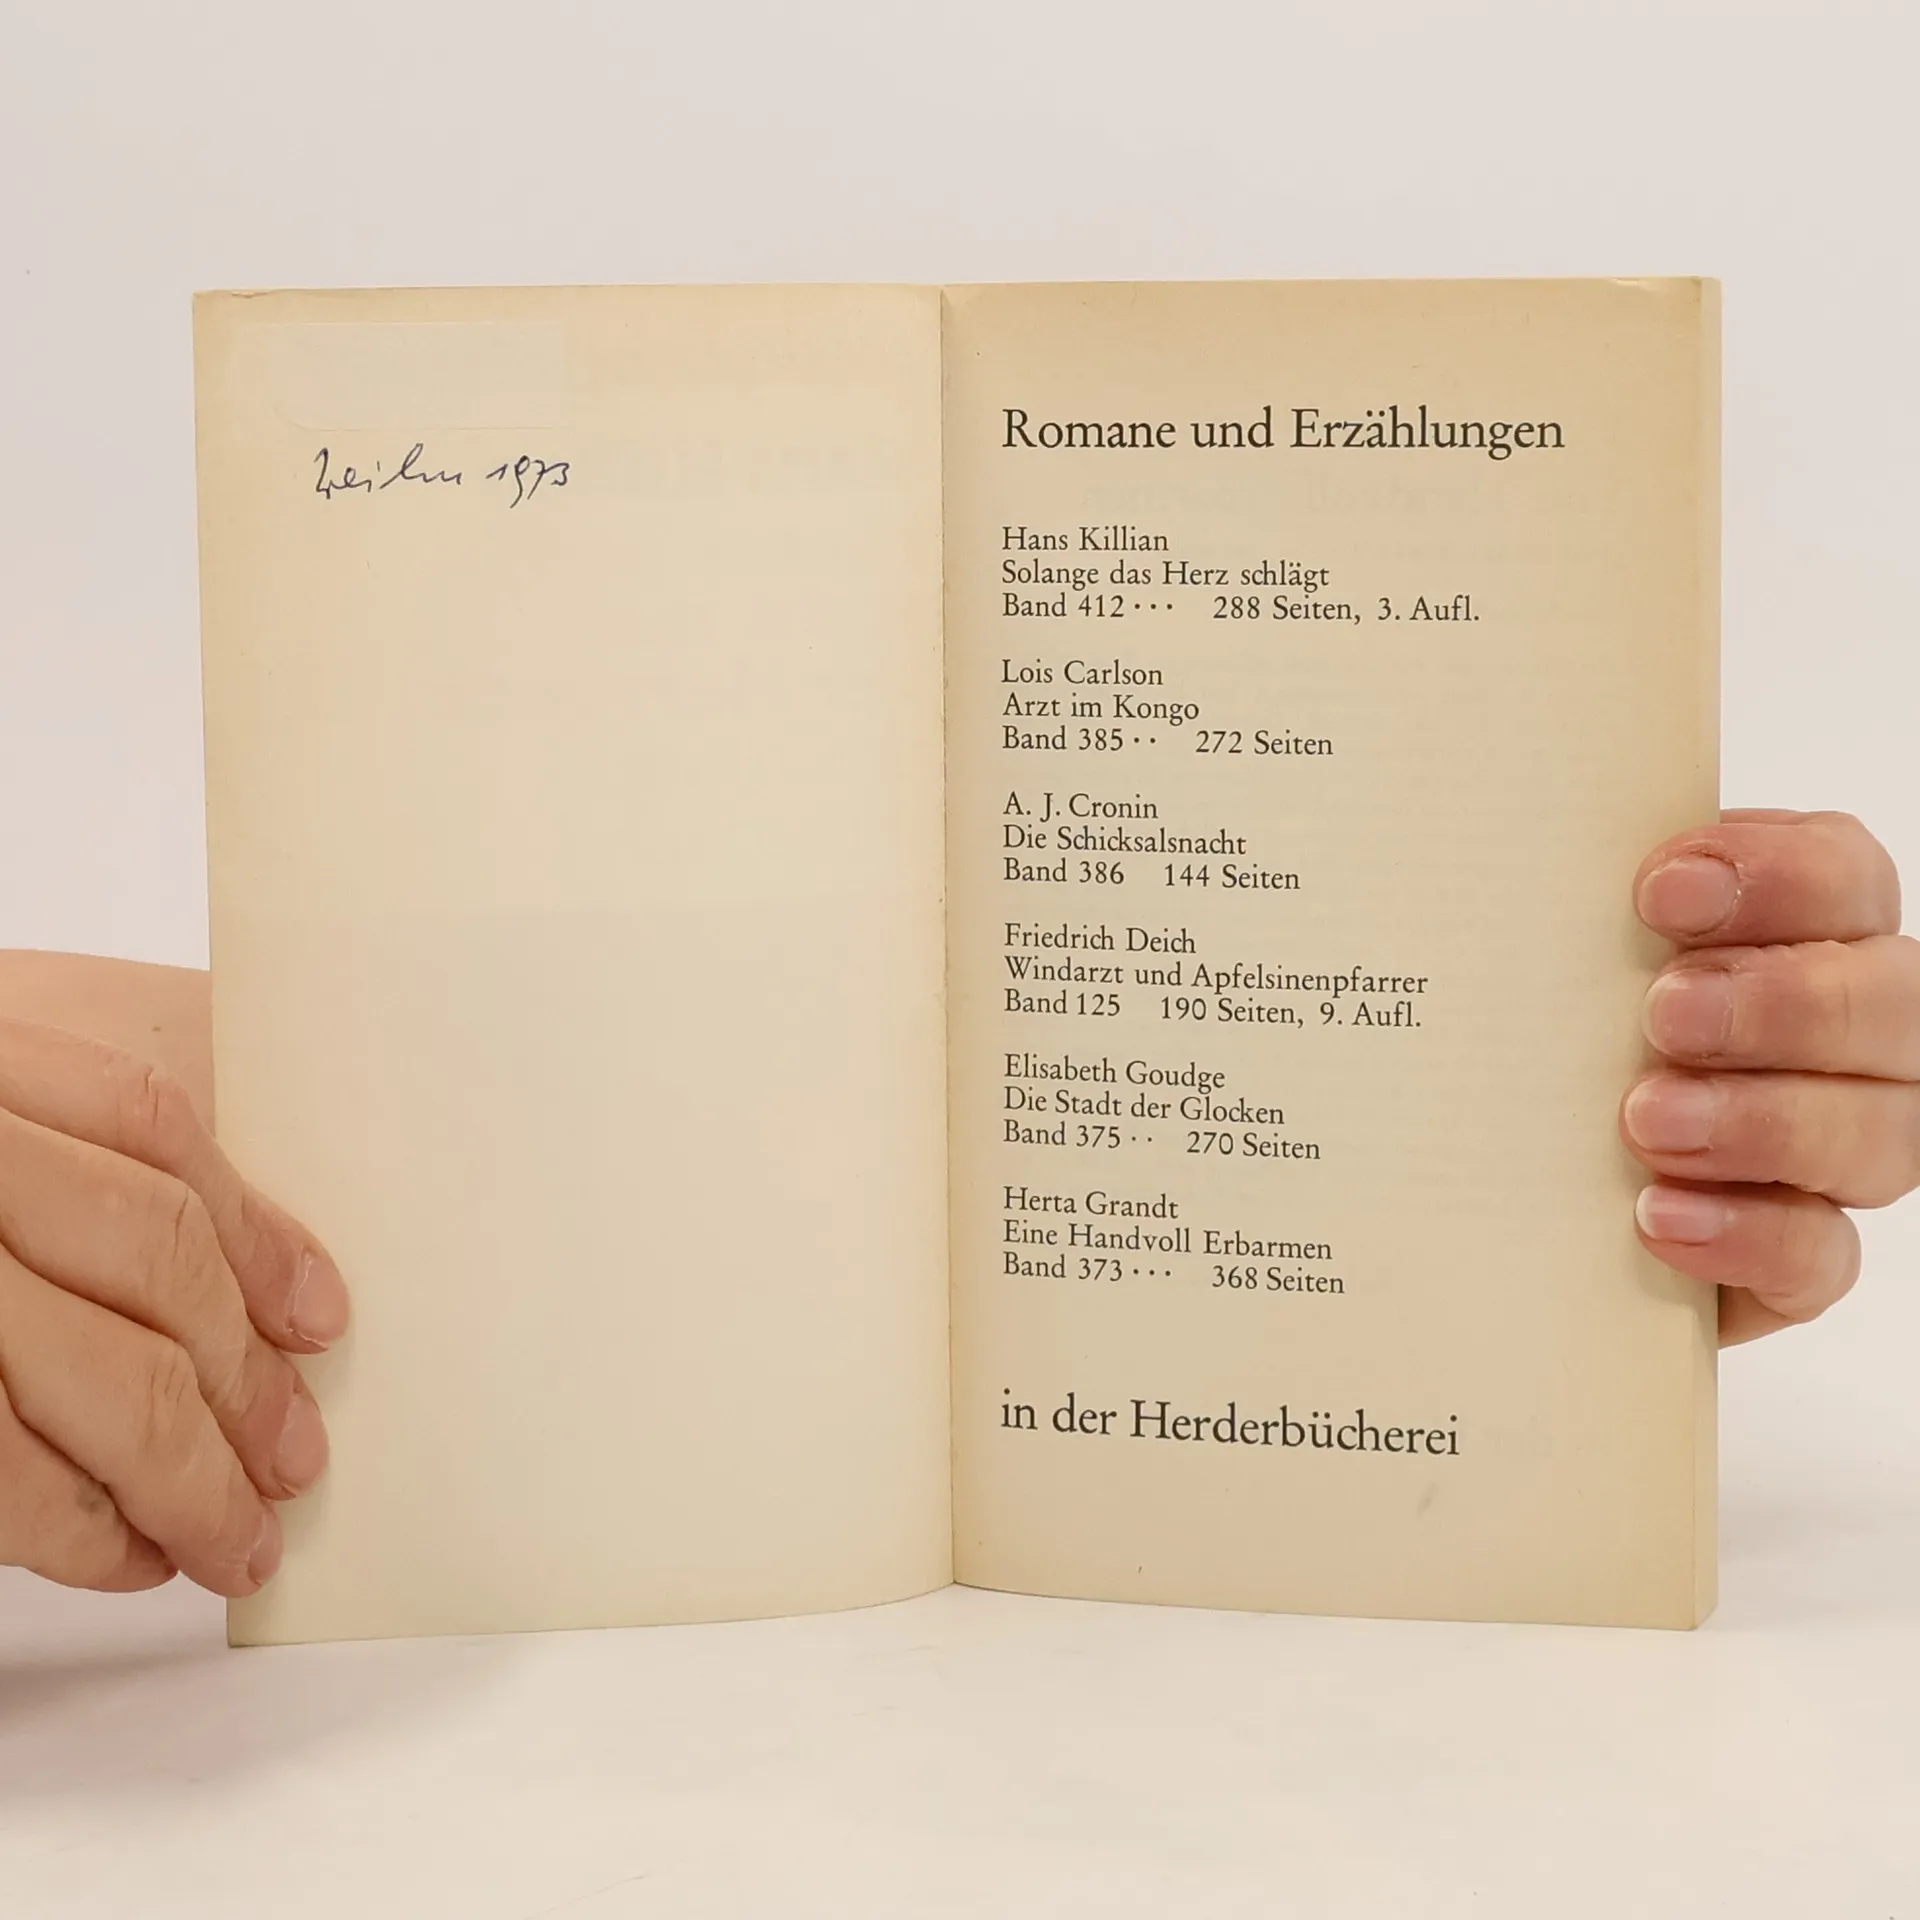 1973
Romane und Erzählungen
Hans Killian
Solange das Herz schlägt
Band 412 · · · 288 Seiten, 3. Aufl.
Lois Carlson
Arzt im Kongo
Band 385 · · 272 Seiten
A. J. Cronin
Die Schicksalsnacht
Band 386 144 Seiten
Friedrich Deich
Windarzt und Apfelsinenpfarrer
Band 125 190 Seiten, 9. Aufl.
Elisabeth Goudge
Die Stadt der Glocken
Band 375 · · 270 Seiten
Herta Grandt
Eine Handvoll Erbarmen
Band 373 · · · 368 Seiten
in der Herderbücherei